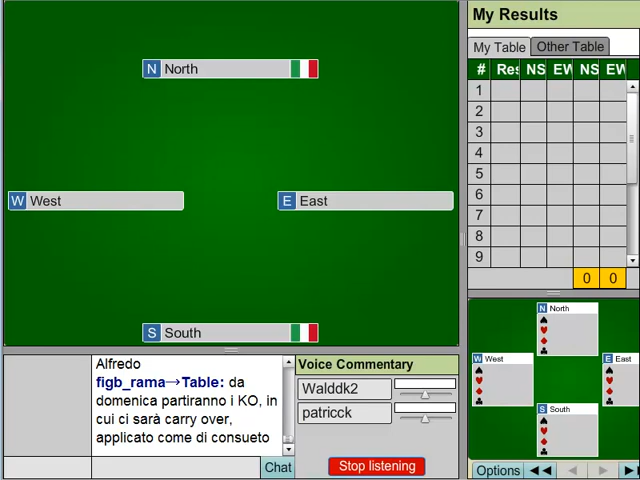 My Results
My Table
Other Table
# Res NS EW NS EW
N North
1
2
3
4
5
W West
E East
6
7
8
9
0 0
S South
N North
W West
E East
S South
Alfredo
figb_rama→Table: da
domenica partiranno i KO, in
cui ci sarà carry over,
applicato come di consueto
Chat
Voice Commentary
Walddk2
patricck
Stop listening
Options